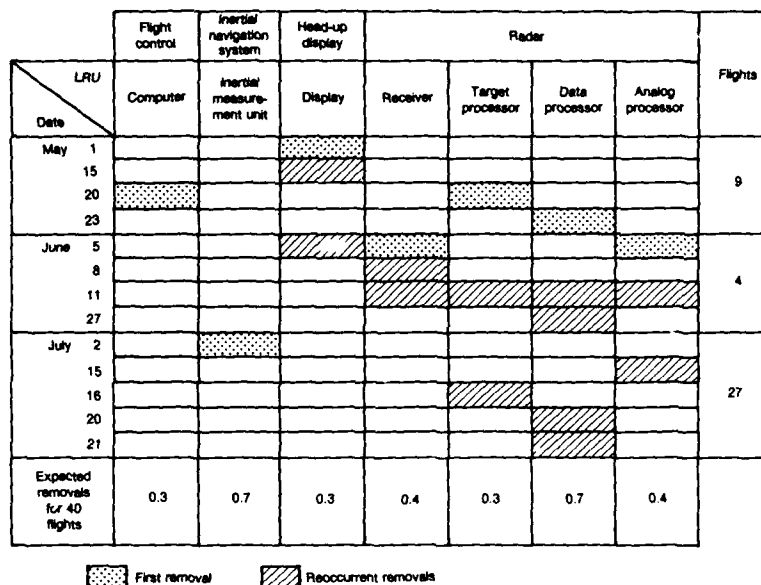 Flight control Inertial navigation system Head-up display Radar Flights
LRU
Date
Computer Inertial measure-ment unit Display Receiver Target processor Data processor Analog processor
May 1
15
20
23
9
June 5
8
11
27
4
July 2
15
16
20
21
27
Expected removals for 40 flights 0.3 0.7 0.3 0.4 0.3 0.7 0.4
First removal Reoccurrent removals